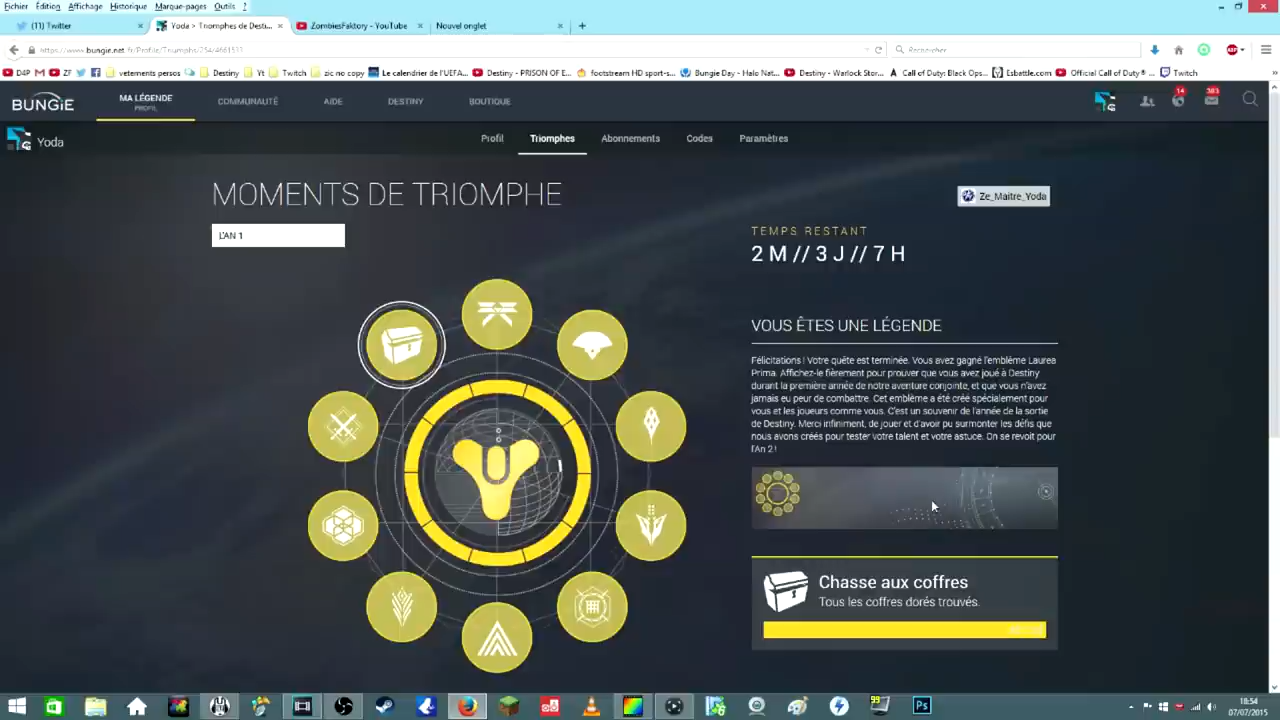 Fichier Édition Affichage Historique Marque-pages Outils ?
(11) Twitter
Yoda > Triomphes de Desti...
ZombiesFaktory - YouTube
Nouvel onglet
Rechercher
D4P M ZF vetements persos Destiny Yt Twitch zic no copy Le calendrier de l'UEFA... Destiny - PRISON OF E... footstream HD sport-s... Bungie Day - Halo Nat... Destiny - Warlock Stor... Call of Duty: Black Ops... Esbattle.com Official Call of Duty® ... Twitch
BUNGIE
MA LÉGENDE
PROFIL
COMMUNAUTÉ
AIDE
DESTINY
BOUTIQUE
14
383
Yoda
Profil
Triomphes
Abonnements
Codes
Paramètres
MOMENTS DE TRIOMPHE
Ze_Maitre_Yoda
L'AN 1
TEMPS RESTANT
2 M // 3 J // 7 H
VOUS ÊTES UNE LÉGENDE
Félicitations ! Votre quête est terminée. Vous avez gagné l'emblème Laurea
Prima. Affichez-le fièrement pour prouver que vous avez joué à Destiny
durant la première année de notre aventure conjointe, et que vous n'avez
jamais eu peur de combattre. Cet emblème a été créé spécialement pour
vous et les joueurs comme vous. C'est un souvenir de l'année de la sortie
de Destiny. Merci infiniment, de jouer et d'avoir pu surmonter les défis que
nous avons créés pour tester votre talent et votre astuce. On se revoit pour
l'An 2 !
Chasse aux coffres
Tous les coffres dorés trouvés.
99
Ps
18:54
07/07/2015